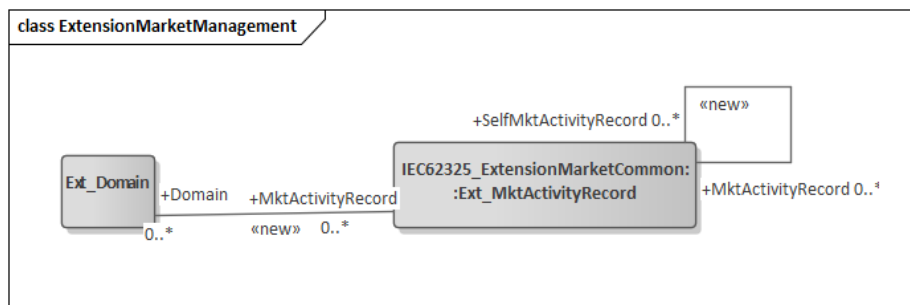 class ExtensionMarketManagement
«new»
+SelfMktActivityRecord 0..*
IEC62325_ExtensionMarketCommon:
:Ext_MktActivityRecord
Ext_Domain
+Domain
+MktActivityRecord
+MktActivityRecord 0..*
0..*
«new»
0..*